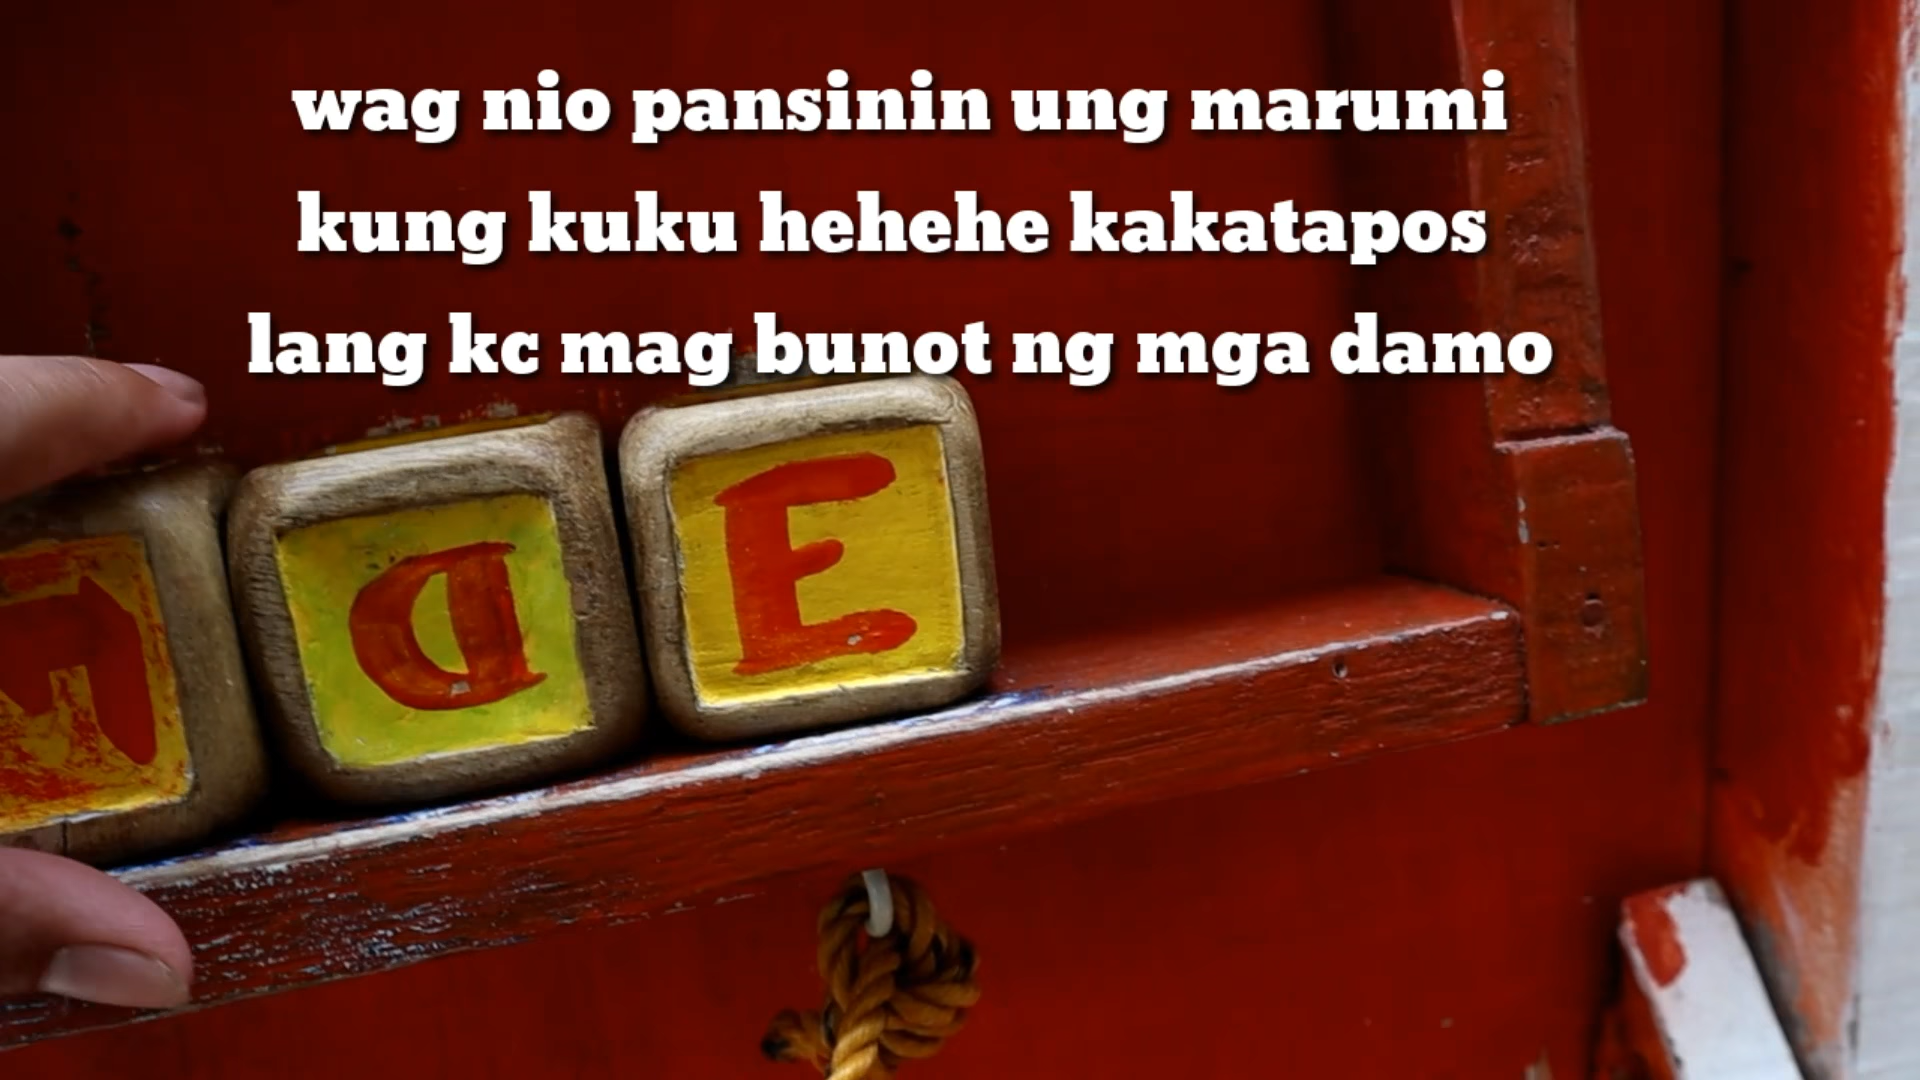 wag nio pansinin ung marumi
kung kuku hehehe kakatapos
lang kc mag bunot ng mga damo
D E